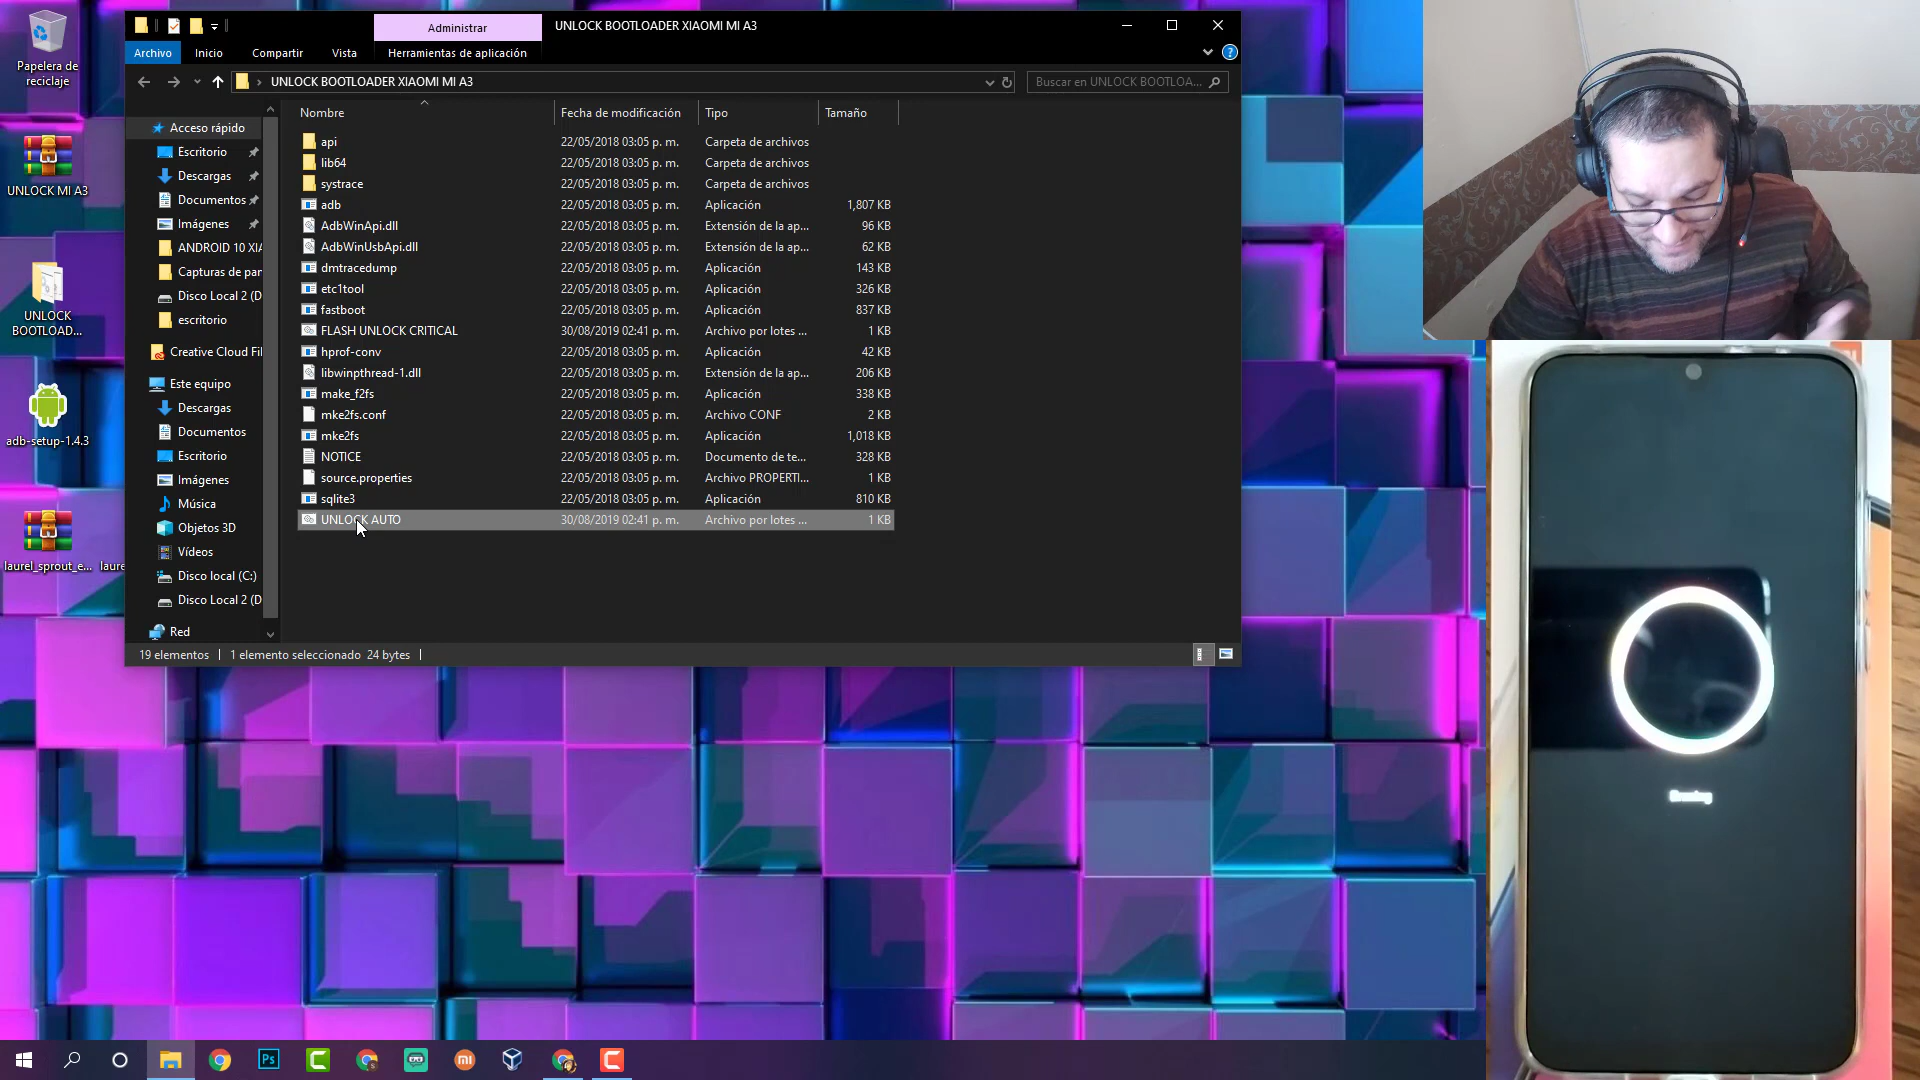 Administrar
UNLOCK BOOTLOADER XIAOMI MI A3
Archivo
Inicio
Compartir
Vista
Herramientas de aplicación
UNLOCK BOOTLOADER XIAOMI MI A3
Buscar en UNLOCK BOOTLOA...
Nombre
Fecha de modificación
Tipo
Tamaño
api 22/05/2018 03:05 p. m. Carpeta de archivos
lib64 22/05/2018 03:05 p. m. Carpeta de archivos
systrace 22/05/2018 03:05 p. m. Carpeta de archivos
adb 22/05/2018 03:05 p. m. Aplicación 1,807 KB
AdbWinApi.dll 22/05/2018 03:05 p. m. Extensión de la ap... 96 KB
AdbWinUsbApi.dll 22/05/2018 03:05 p. m. Extensión de la ap... 62 KB
dmtracedump 22/05/2018 03:05 p. m. Aplicación 143 KB
etc1tool 22/05/2018 03:05 p. m. Aplicación 326 KB
fastboot 22/05/2018 03:05 p. m. Aplicación 837 KB
FLASH UNLOCK CRITICAL 30/08/2019 02:41 p. m. Archivo por lotes ... 1 KB
hprof-conv 22/05/2018 03:05 p. m. Aplicación 42 KB
libwinpthread-1.dll 22/05/2018 03:05 p. m. Extensión de la ap... 206 KB
make_f2fs 22/05/2018 03:05 p. m. Aplicación 338 KB
mke2fs.conf 22/05/2018 03:05 p. m. Archivo CONF 2 KB
mke2fs 22/05/2018 03:05 p. m. Aplicación 1,018 KB
NOTICE 22/05/2018 03:05 p. m. Documento de te... 328 KB
source.properties 22/05/2018 03:05 p. m. Archivo PROPERTI... 1 KB
sqlite3 22/05/2018 03:05 p. m. Aplicación 810 KB
UNLOCK AUTO 30/08/2019 02:41 p. m. Archivo por lotes ... 1 KB
Acceso rápido
Escritorio
Descargas
Documentos
Imágenes
ANDROID 10 XIA
Capturas de par
Disco Local 2 (D
escritorio
Creative Cloud Fil
Este equipo
Descargas
Documentos
Escritorio
Imágenes
Música
Objetos 3D
Vídeos
Disco local (C:)
Disco Local 2 (D
Red
19 elementos
1 elemento seleccionado 24 bytes
Papelera de
reciclaje
UNLOCK MI A3
UNLOCK
BOOTLOAD...
adb-setup-1.4.3
laurel_sprout_e...
laure
Ps
mi